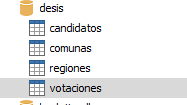 desis
candidatos
comunas
regiones
votaciones